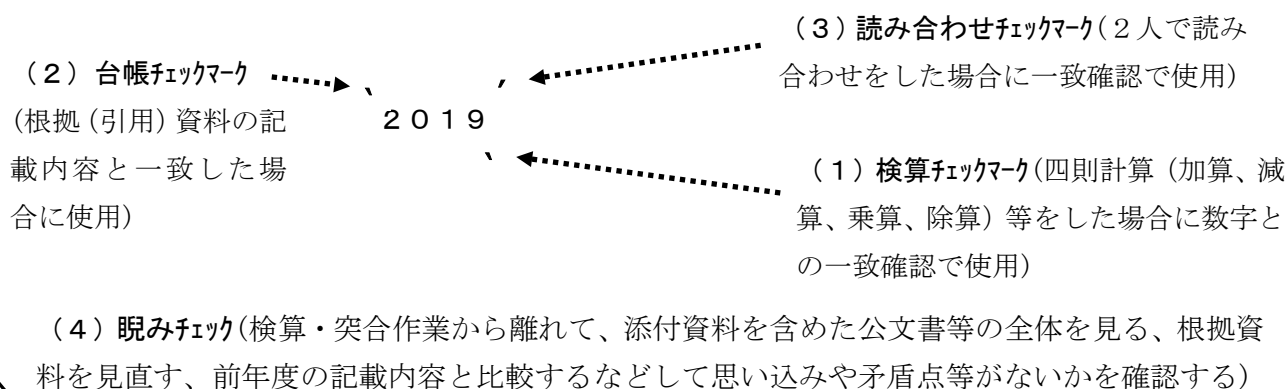 (3)読み合わせﾁｪｯｸﾏｰｸ(2人で読み
合わせをした場合に一致確認で使用)
(2)台帳ﾁｪｯｸﾏｰｸ
(根拠(引用)資料の記
載内容と一致した場
合に使用)
2019
(1)検算ﾁｪｯｸﾏｰｸ(四則計算(加算、減
算、乗算、除算)等をした場合に数字と
の一致確認で使用)
(4)睨みﾁｪｯｸ(検算・突合作業から離れて、添付資料を含めた公文書等の全体を見る、根拠資
料を見直す、前年度の記載内容と比較するなどして思い込みや矛盾点等がないかを確認する)